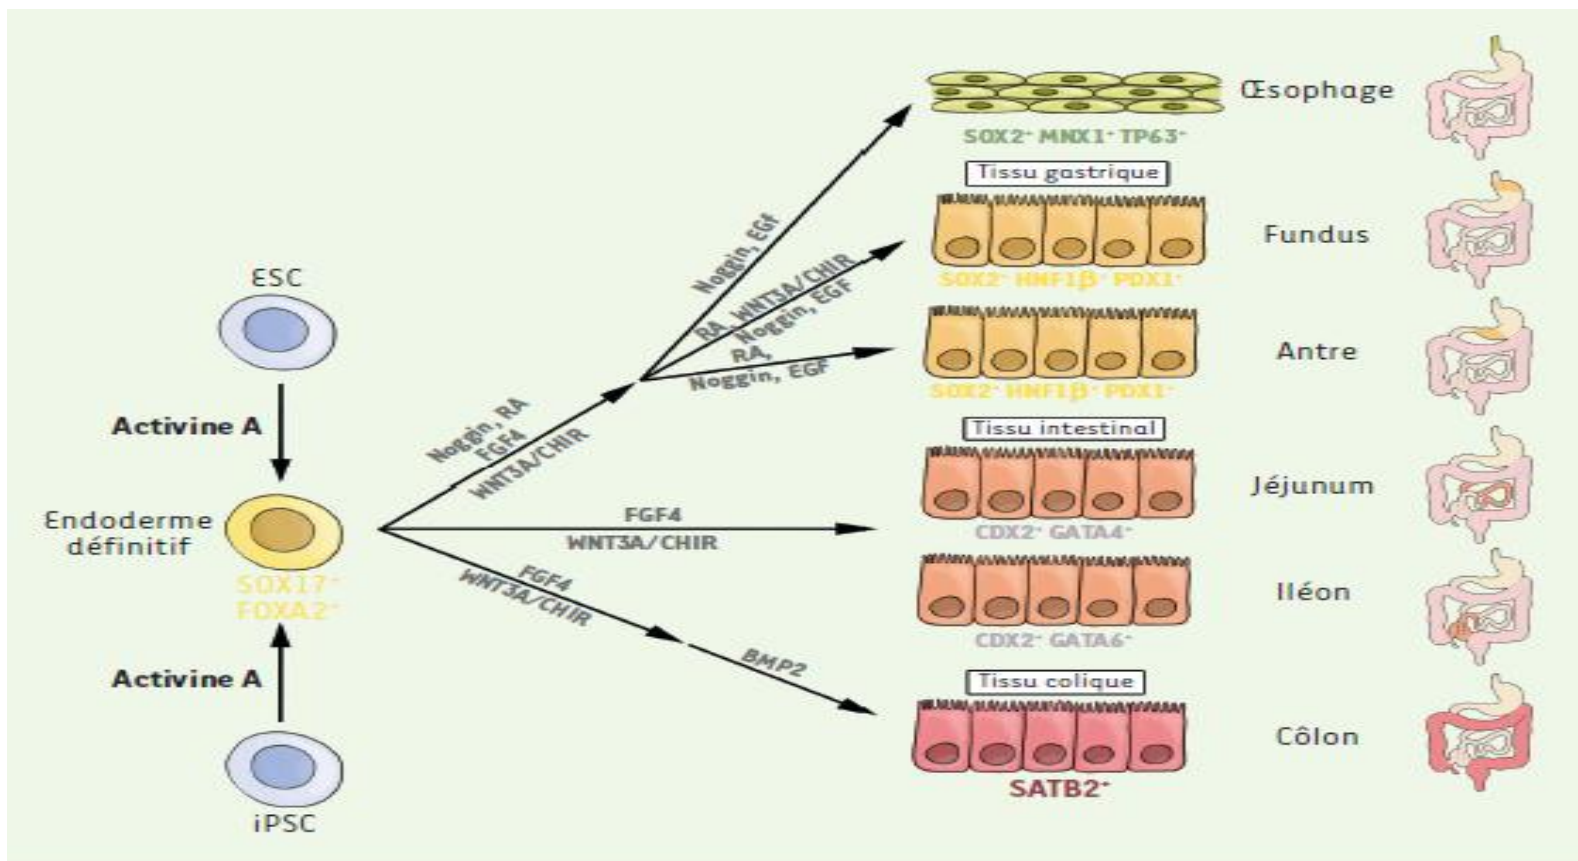 ESC
Activine A
Endoderme
définitif
SOX17⁺
FOXA2⁺
Activine A
iPSC
Noggin, RA
FGF4
WNT3A/CHIR
FGF4
WNT3A/CHIR
FGF4
WNT3A/CHIR
BMP2
Noggin, EGf
RA, WNT3A/CHIR
Noggin, EGF
RA,
Noggin, EGF
Œsophage
SOX2⁺ MNX1⁺ TP63⁺
Tissu gastrique
Fundus
SOX2 HNF1β PDX1
Antre
SOX2 HNF1β PDX1
Tissu intestinal
Jéjunum
CDX2⁺ GATA4⁺
Iléon
CDX2⁺ GATA6⁺
Tissu colique
Côlon
SATB2⁺